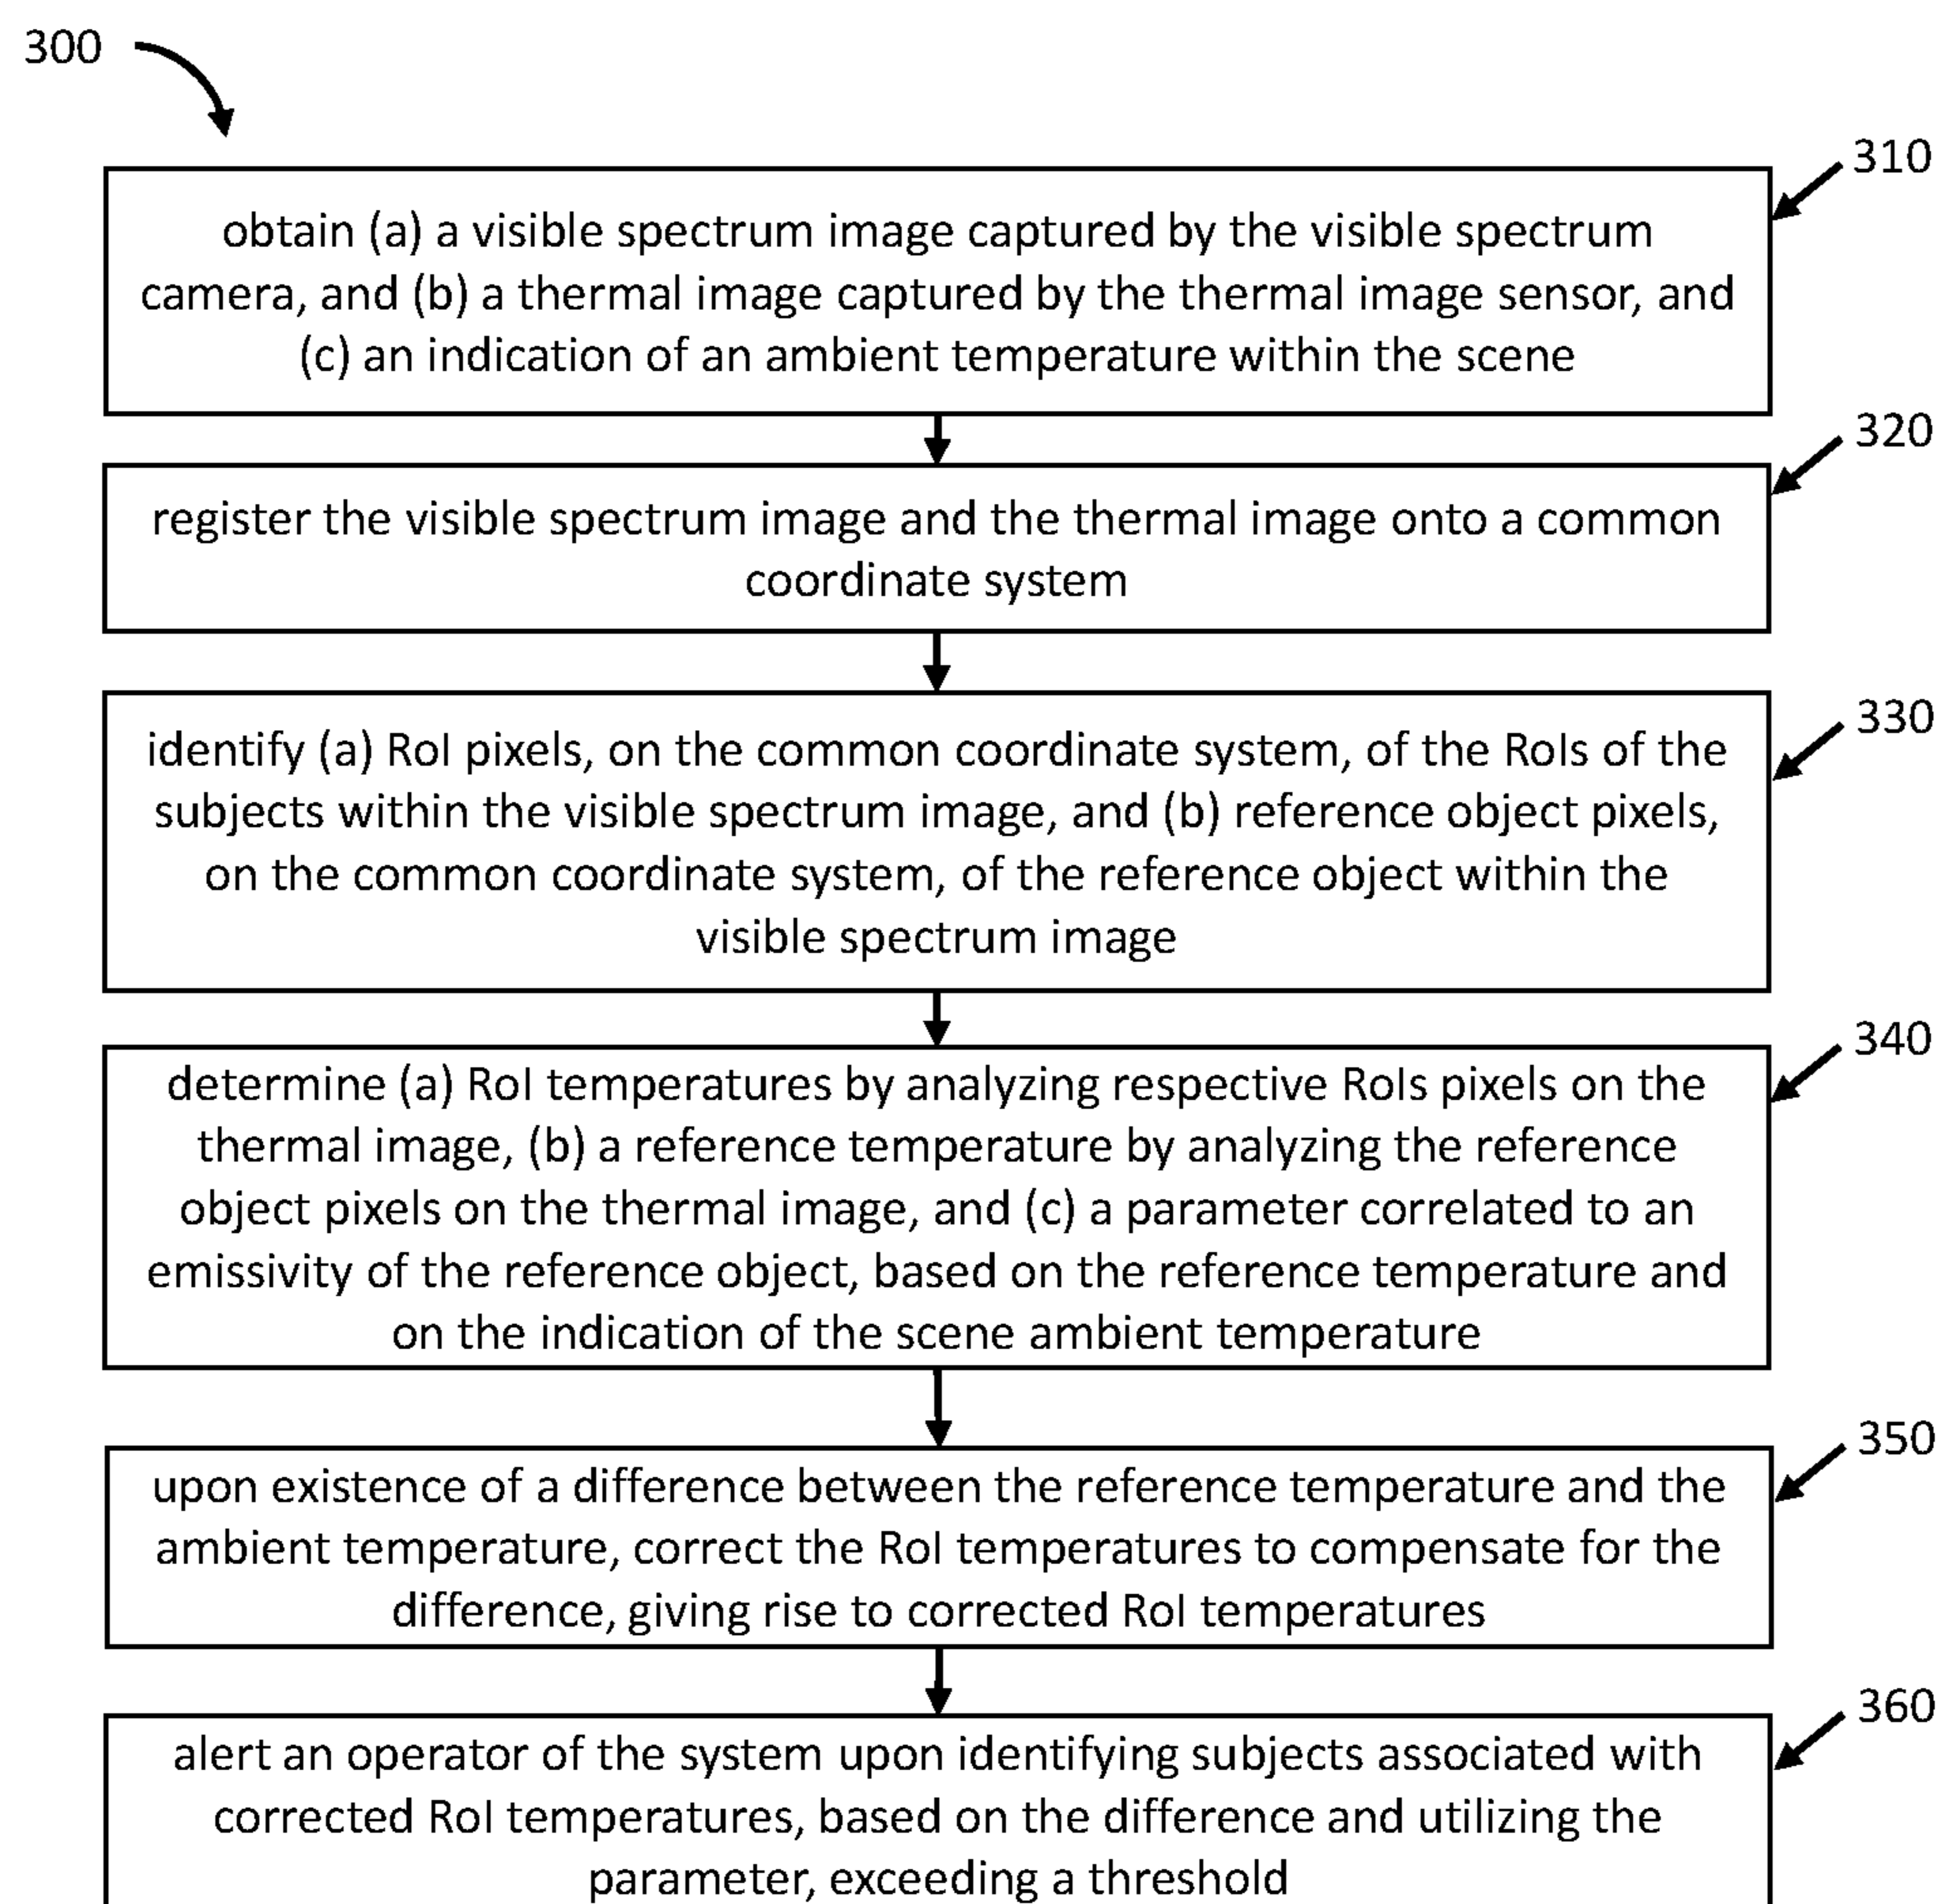 300
310
obtain (a) a visible spectrum image captured by the visible spectrum
camera, and (b) a thermal image captured by the thermal image sensor, and
(c) an indication of an ambient temperature within the scene
320
register the visible spectrum image and the thermal image onto a common
coordinate system
330
identify (a) RoI pixels, on the common coordinate system, of the RoIs of the
subjects within the visible spectrum image, and (b) reference object pixels,
on the common coordinate system, of the reference object within the
visible spectrum image
340
determine (a) RoI temperatures by analyzing respective RoIs pixels on the
thermal image, (b) a reference temperature by analyzing the reference
object pixels on the thermal image, and (c) a parameter correlated to an
emissivity of the reference object, based on the reference temperature and
on the indication of the scene ambient temperature
350
upon existence of a difference between the reference temperature and the
ambient temperature, correct the RoI temperatures to compensate for the
difference, giving rise to corrected RoI temperatures
360
alert an operator of the system upon identifying subjects associated with
corrected RoI temperatures, based on the difference and utilizing the
parameter, exceeding a threshold